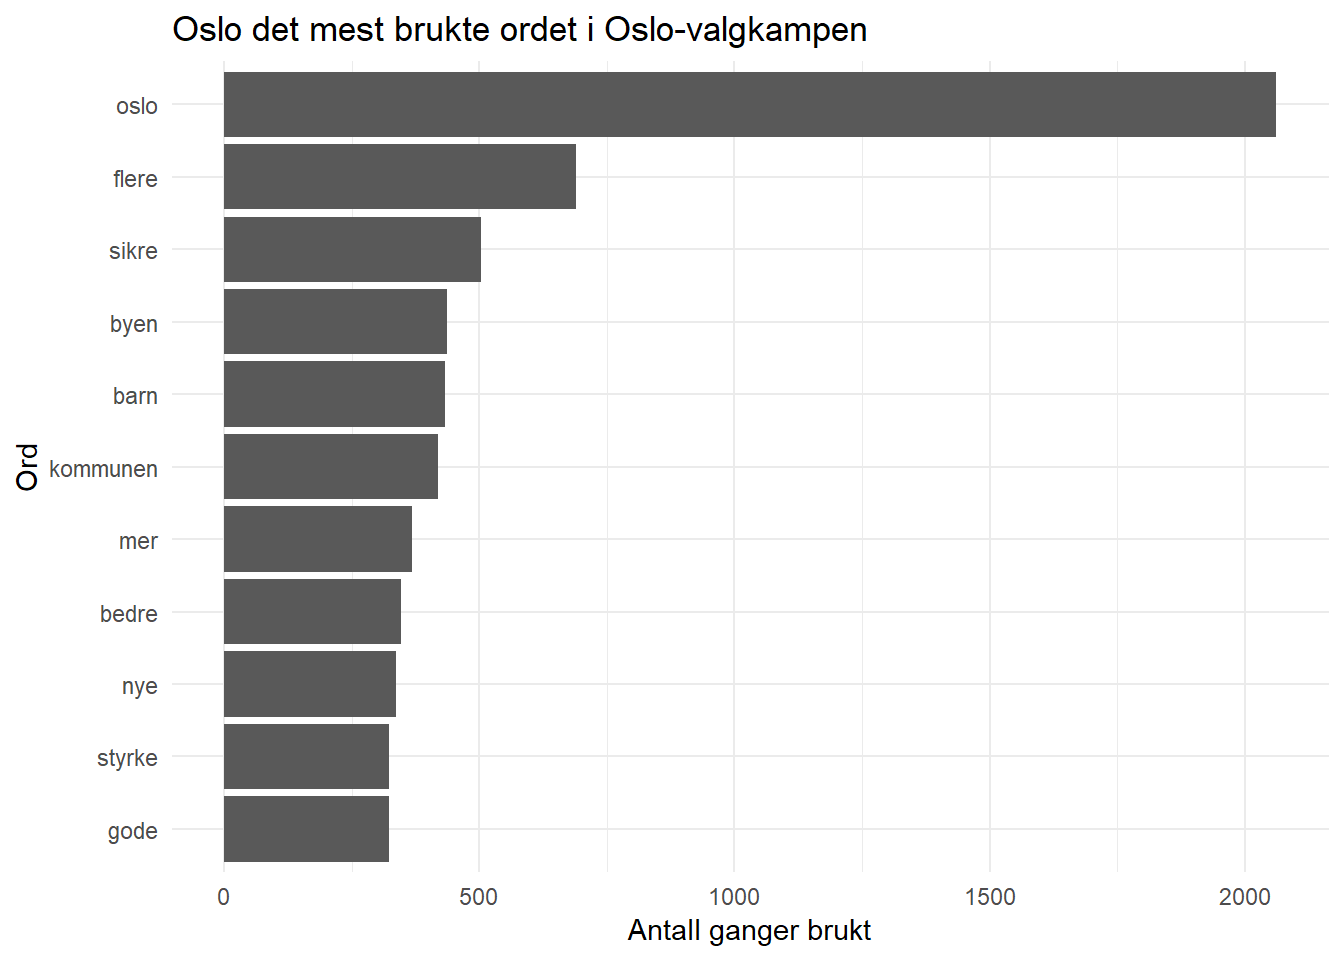 Oslo det mest brukte ordet i Oslo-valgkampen
Ord
oslo
flere
sikre
byen
barn
kommunen
mer
bedre
nye
styrke
gode
0 500 1000 1500 2000
Antall ganger brukt